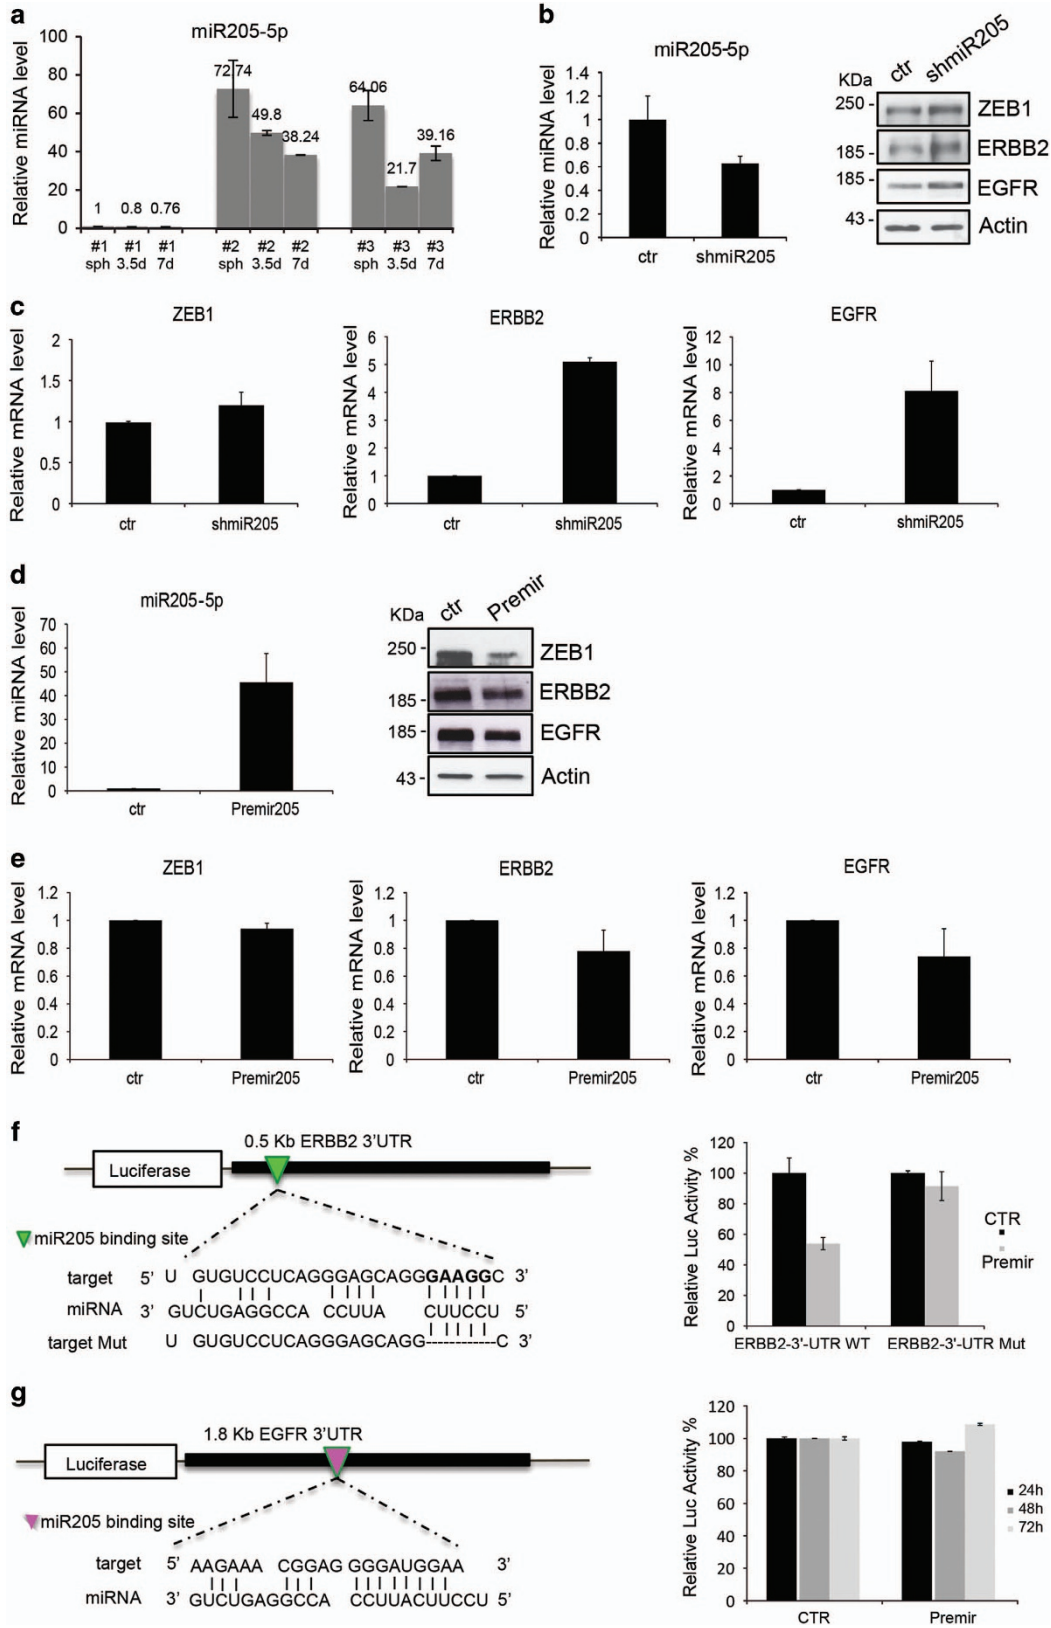 a
miR205-5p
Relative miRNA level
100
80
60
40
20
0
1 0.8 0.76
72.74 49.8 38.24
64.06 21.7 39.16
#1 #1 #1 #2 #2 #2 #3 #3 #3
sph 3.5d 7d sph 3.5d 7d sph 3.5d 7d
b
miR205-5p
Relative miRNA level
1.4
1.2
1
0.8
0.6
0.4
0.2
0
ctr shmiR205
KDa ctr shmiR205
250 - ZEB1
185 - ERBB2
185 - EGFR
43 - Actin
c
ZEB1
Relative mRNA level
2
1.5
1
0.5
0
ctr shmiR205
ERBB2
Relative mRNA level
6
5
4
3
2
1
0
ctr shmiR205
EGFR
Relative mRNA level
12
10
8
6
4
2
0
ctr shmiR205
d
miR205-5p
Relative miRNA level
70
60
50
40
30
20
10
0
ctr Premir205
KDa ctr Premir
250 - ZEB1
185 - ERBB2
185 - EGFR
43 - Actin
e
ZEB1
Relative mRNA level
1.2
1
0.8
0.6
0.4
0.2
0
ctr Premir205
ERBB2
Relative mRNA level
1.2
1
0.8
0.6
0.4
0.2
0
ctr Premir205
EGFR
Relative mRNA level
1.2
1
0.8
0.6
0.4
0.2
0
ctr Premir205
f
0.5 Kb ERBB2 3'UTR
Luciferase
miR205 binding site
target 5' U GUGUCCUCAGGGAGCAGGGAAGGC 3'
miRNA 3' GUCUGAGGCCA CCUUA CUUCCU 5'
target Mut U GUGUCCUCAGGGAGCAGG-----------C 3'
Relative Luc Activity %
120
100
80
60
40
20
0
ERBB2-3'-UTR WT ERBB2-3'-UTR Mut
CTR
Premir
g
1.8 Kb EGFR 3'UTR
Luciferase
miR205 binding site
target 5' AAGAAA CGGAG GGGAUGGAA 3'
miRNA 3' GUCUGAGGCCA CCUUACUUCCU 5'
Relative Luc Activity %
120
100
80
60
40
20
0
CTR Premir
24h
48h
72h